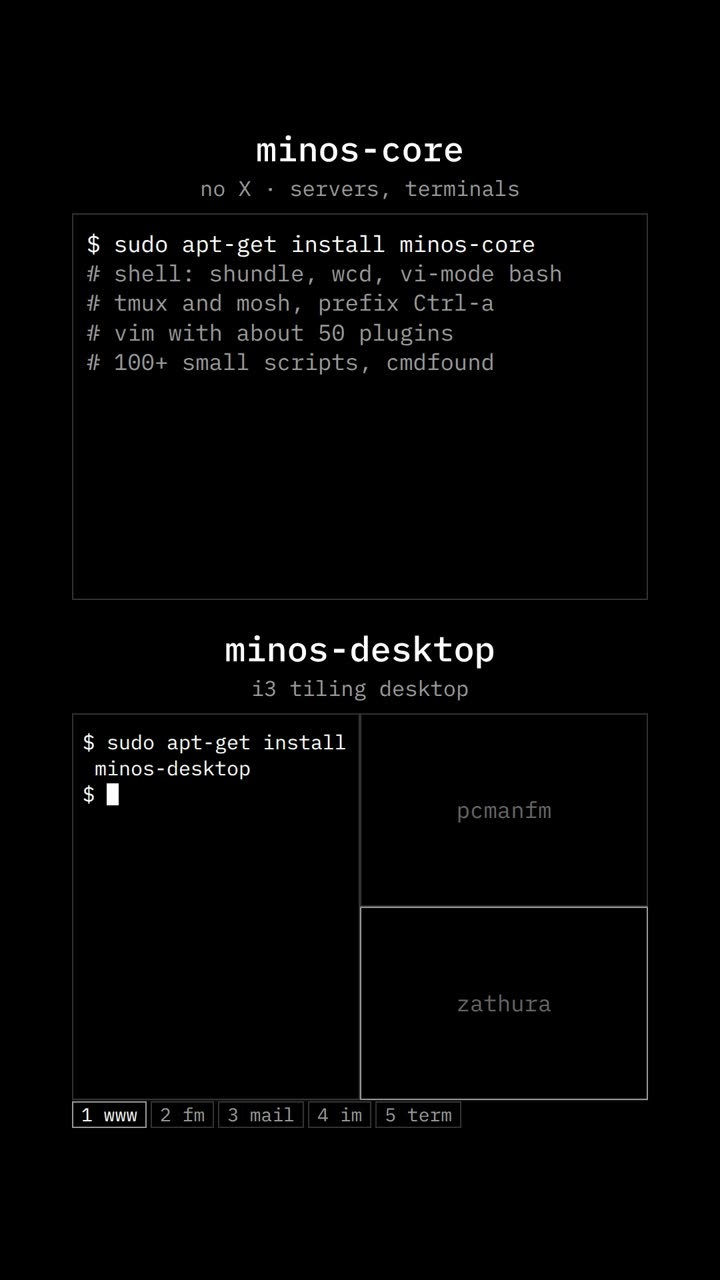 minos-core
no X · servers, terminals
$ sudo apt-get install minos-core
# shell: shundle, wcd, vi-mode bash
# tmux and mosh, prefix Ctrl-a
# vim with about 50 plugins
# 100+ small scripts, cmdfound
minos-desktop
i3 tiling desktop
$ sudo apt-get install
minos-desktop
$
pcmanfm
zathura
1 www 2 fm 3 mail 4 im 5 term